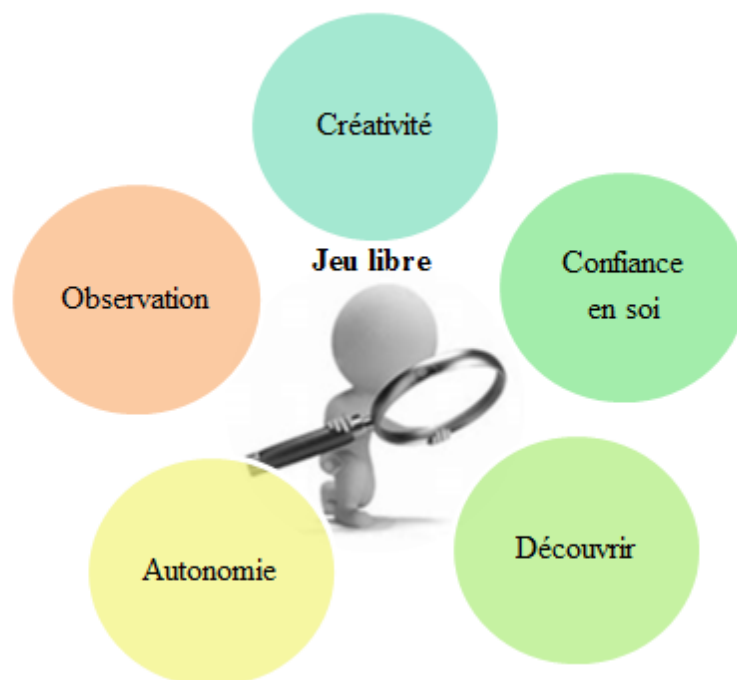 Créativité
Jeu libre
Confiance
en soi
Observation
Découvrir
Autonomie